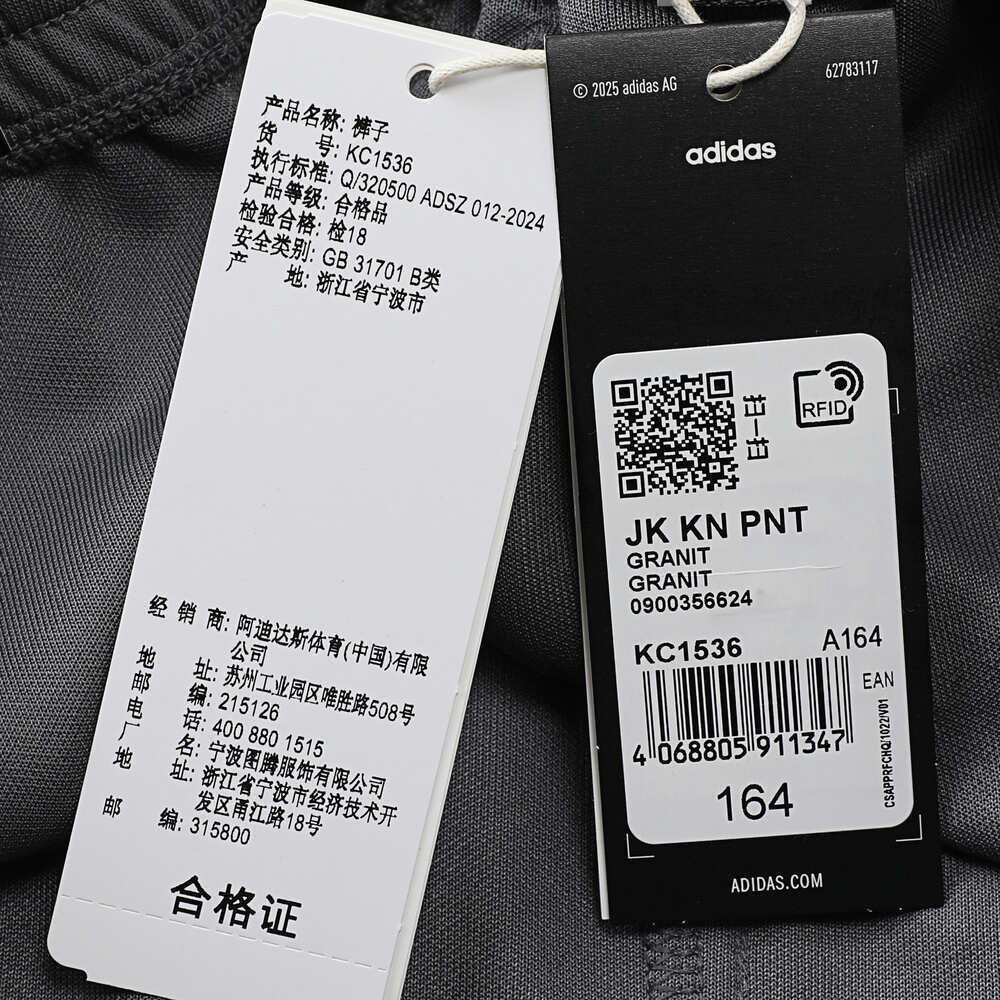 产品名称: 裤子
货 号: KC1536
执行标准: Q/320500 ADSZ 012-2024
产品等级: 合格品
检验合格: 检18
安全类别: GB 31701 B类
产 地: 浙江省宁波市
经 销 商: 阿迪达斯体育(中国)有限
公司
地 址: 苏州工业园区唯胜路508号
邮 编: 215126
电 话: 400 880 1515
厂 名: 宁波图腾服饰有限公司
地 址: 浙江省宁波市经济技术开
发区甬江路18号
邮 编: 315800
合格证
© 2025 adidas AG
62783117
adidas
扫一扫
RFID
JK KN PNT
GRANIT
GRANIT
0900356624
KC1536 A164
EAN
4 068805 911347
CSAPPRFCHQ/1022/V01
164
ADIDAS.COM